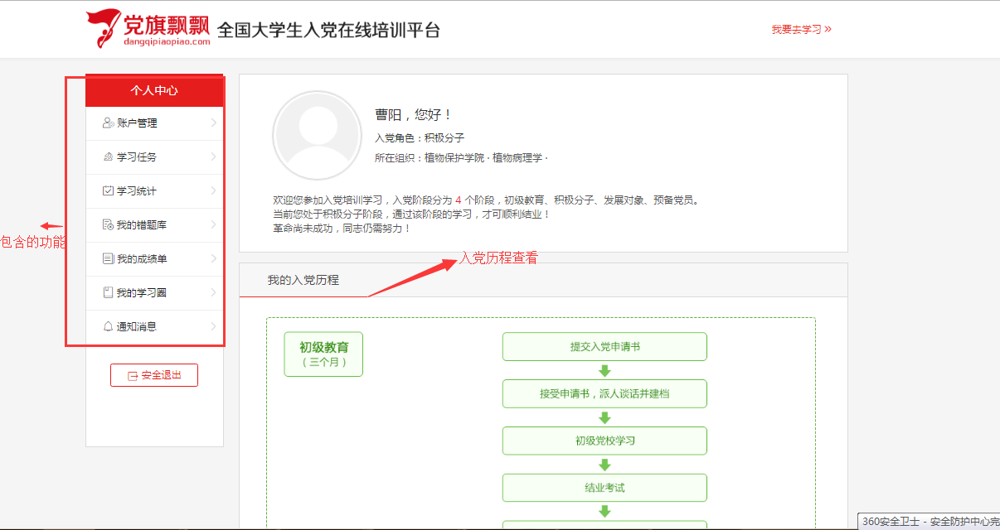 党旗飘飘
dangqipiaopiao.com
全国大学生入党在线培训平台
我要去学习 »
个人中心
账户管理
学习任务
学习统计
我的错题库
我的成绩单
我的学习圈
通知消息
安全退出
包含的功能
曹阳，您好！
入党角色：积极分子
所在组织：植物保护学院 · 植物病理学 ·
欢迎您参加入党培训学习，入党阶段分为 4 个阶段，初级教育、积极分子、发展对象、预备党员。
当前您处于积极分子阶段，通过该阶段的学习，才可顺利结业！
革命尚未成功，同志仍需努力！
入党历程查看
我的入党历程
初级教育
（三个月）
提交入党申请书
接受申请书，派人谈话并建档
初级党校学习
结业考试
360安全卫士 - 安全防护中心完